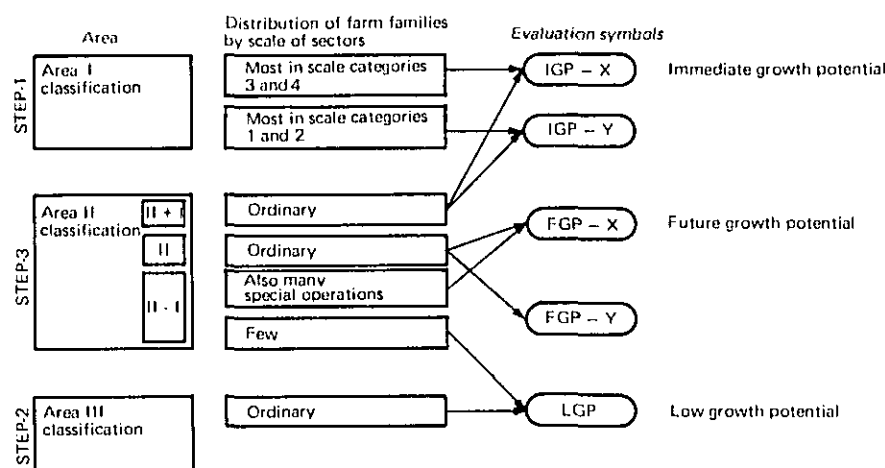 Area
Distribution of farm families
by scale of sectors
Evaluation symbols
STEP-1
Area I
classification
Most in scale categories
3 and 4
IGP – X
Immediate growth potential
Most in scale categories
1 and 2
IGP – Y
STEP-3
Area II
classification
II + I
II
II - I
Ordinary
Ordinary
Also many
special operations
Few
FGP – X
Future growth potential
FGP – Y
STEP-2
Area III
classification
Ordinary
LGP
Low growth potential